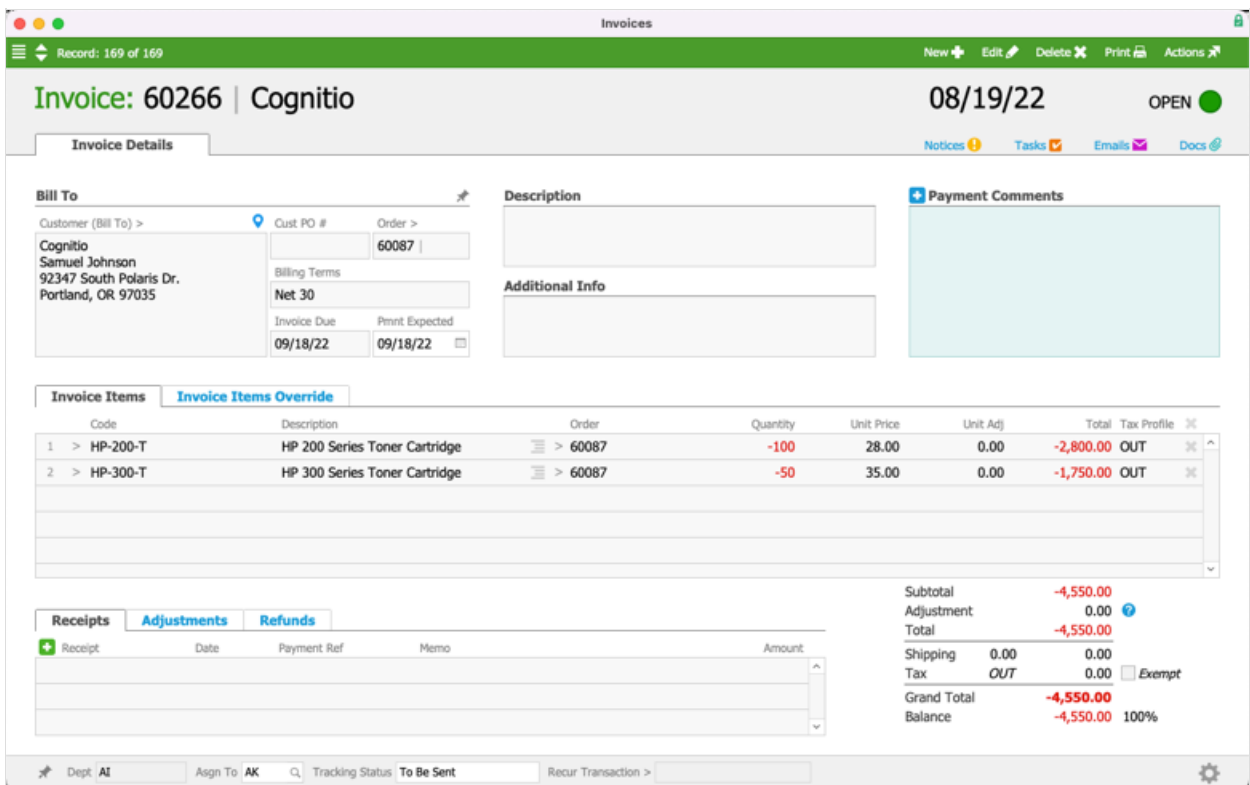 Invoices
Record: 169 of 169 New Edit Delete Print Actions
Invoice: 60266 | Cognitio 08/19/22 OPEN
Invoice Details Notices Tasks Emails Docs
Bill To Description Payment Comments
Customer (Bill To) > Cust PO # Order >
Cognitio 60087
Samuel Johnson
92347 South Polaris Dr. Billing Terms
Portland, OR 97035 Net 30 Additional Info
Invoice Due Pmnt Expected
09/18/22 09/18/22
Invoice Items Invoice Items Override
Code Description Order Quantity Unit Price Unit Adj Total Tax Profile
1 > HP-200-T HP 200 Series Toner Cartridge > 60087 -100 28.00 0.00 -2,800.00 OUT
2 > HP-300-T HP 300 Series Toner Cartridge > 60087 -50 35.00 0.00 -1,750.00 OUT
Subtotal -4,550.00
Receipts Adjustments Refunds Adjustment 0.00 ?
Total -4,550.00
Receipt Date Payment Ref Memo Amount
Shipping 0.00 0.00
Tax OUT 0.00 Exempt
Grand Total -4,550.00
Balance -4,550.00 100%
Dept AI Asgn To AK Tracking Status To Be Sent Recur Transaction >